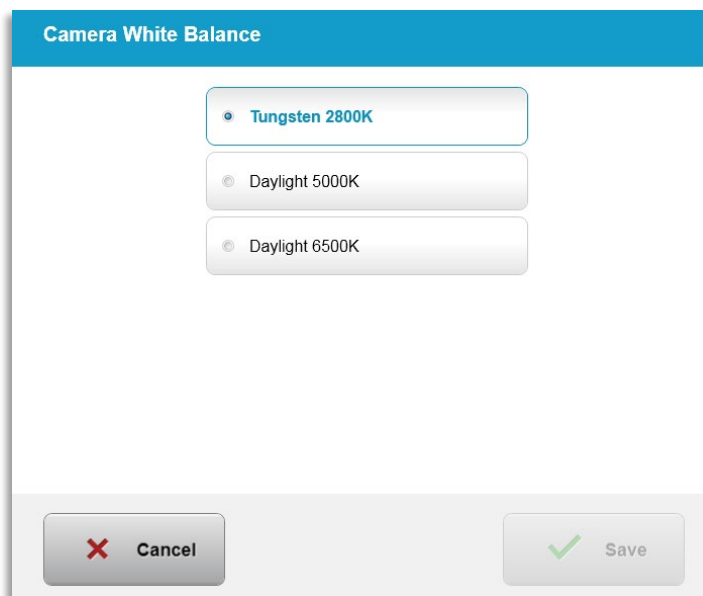 Camera White Balance
Tungsten 2800K
Daylight 5000K
Daylight 6500K
Cancel
Save